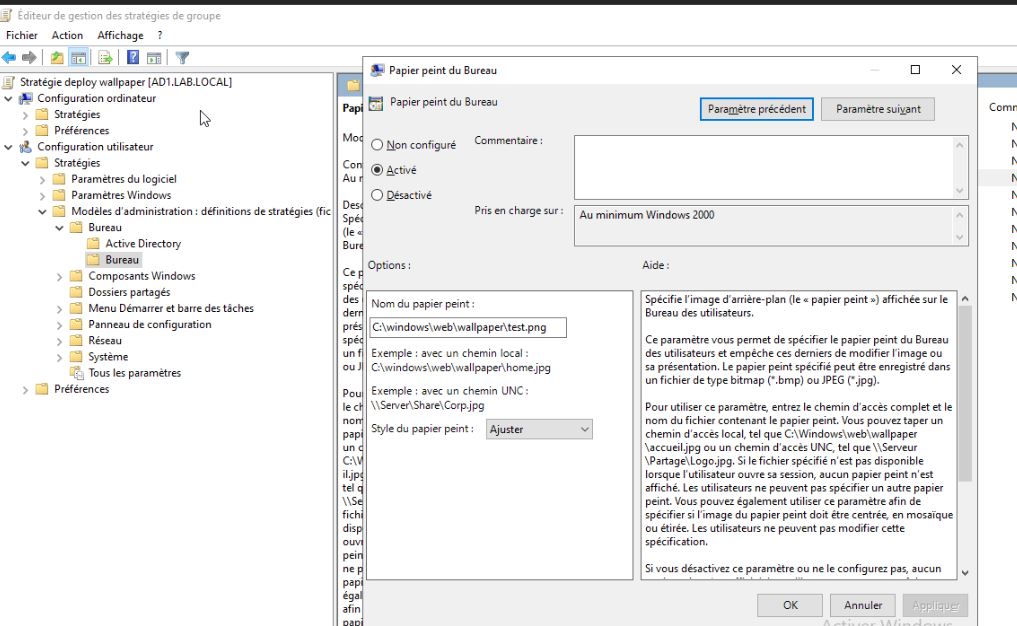 Éditeur de gestion des stratégies de groupe
Fichier Action Affichage ?
Stratégie deploy wallpaper [AD1.LAB.LOCAL]
Configuration ordinateur
Stratégies
Préférences
Configuration utilisateur
Stratégies
Paramètres du logiciel
Paramètres Windows
Modèles d'administration : définitions de stratégies (fic
Bureau
Active Directory
Bureau
Composants Windows
Dossiers partagés
Menu Démarrer et barre des tâches
Panneau de configuration
Réseau
Système
Tous les paramètres
Préférences
Papier peint du Bureau
Papier peint du Bureau
Paramètre précédent
Paramètre suivant
Non configuré
Activé
Désactivé
Commentaire :
Pris en charge sur :
Au minimum Windows 2000
Options :
Aide :
Nom du papier peint :
C:\windows\web\wallpaper\test.png
Exemple : avec un chemin local :
C:\windows\web\wallpaper\home.jpg
Exemple : avec un chemin UNC :
\\Server\Share\Corp.jpg
Style du papier peint :
Ajuster
Spécifie l'image d'arrière-plan (le « papier peint ») affichée sur le
Bureau des utilisateurs.
Ce paramètre vous permet de spécifier le papier peint du Bureau
des utilisateurs et empêche ces derniers de modifier l'image ou
sa présentation. Le papier peint spécifié peut être enregistré dans
un fichier de type bitmap (*.bmp) ou JPEG (*.jpg).
Pour utiliser ce paramètre, entrez le chemin d'accès complet et le
nom du fichier contenant le papier peint. Vous pouvez taper un
chemin d'accès local, tel que C:\Windows\web\wallpaper
\accueil.jpg ou un chemin d'accès UNC, tel que \\Serveur
\Partage\Logo.jpg. Si le fichier spécifié n'est pas disponible
lorsque l'utilisateur ouvre sa session, aucun papier peint n'est
affiché. Les utilisateurs ne peuvent pas spécifier un autre papier
peint. Vous pouvez également utiliser ce paramètre afin de
spécifier si l'image du papier peint doit être centrée, en mosaïque
ou étirée. Les utilisateurs ne peuvent pas modifier cette
spécification.
Si vous désactivez ce paramètre ou ne le configurez pas, aucun
OK
Annuler
Appliquer
Activer Windows